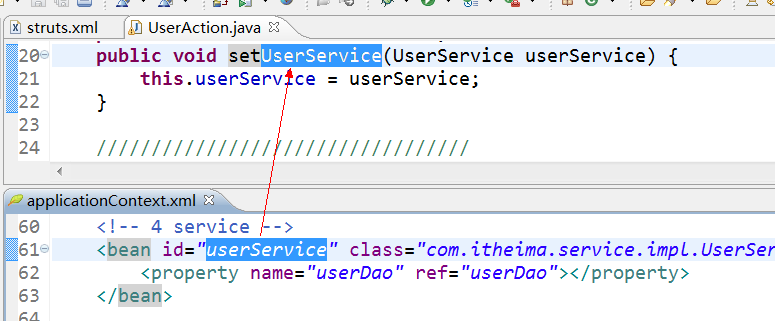 struts.xml UserAction.java
20 public void setUserService(UserService userService) {
21 this.userService = userService;
22 }
23
24 //////////////////////////////////
applicationContext.xml
60 <!-- 4 service -->
61 <bean id="userService" class="com.itheima.service.impl.UserSer
62 <property name="userDao" ref="userDao"></property>
63 </bean>